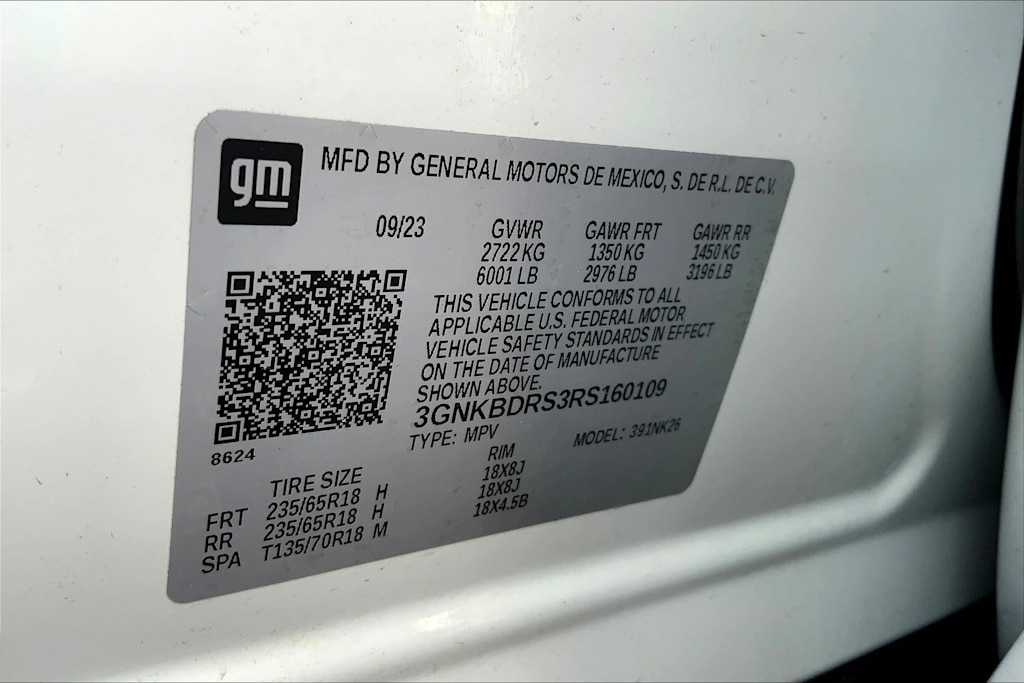 gm MFD BY GENERAL MOTORS DE MEXICO, S. DE R.L. DE C.V.
09/23 GVWR GAWR FRT GAWR RR
2722 KG 1350 KG 1450 KG
6001 LB 2976 LB 3196 LB
THIS VEHICLE CONFORMS TO ALL
APPLICABLE U.S. FEDERAL MOTOR
VEHICLE SAFETY STANDARDS IN EFFECT
ON THE DATE OF MANUFACTURE
SHOWN ABOVE.
3GNKBDRS3RS160109
TYPE: MPV MODEL: 391NK26
8624
TIRE SIZE RIM
FRT 235/65R18 H 18X8J
RR 235/65R18 H 18X8J
SPA T135/70R18 M 18X4.5B